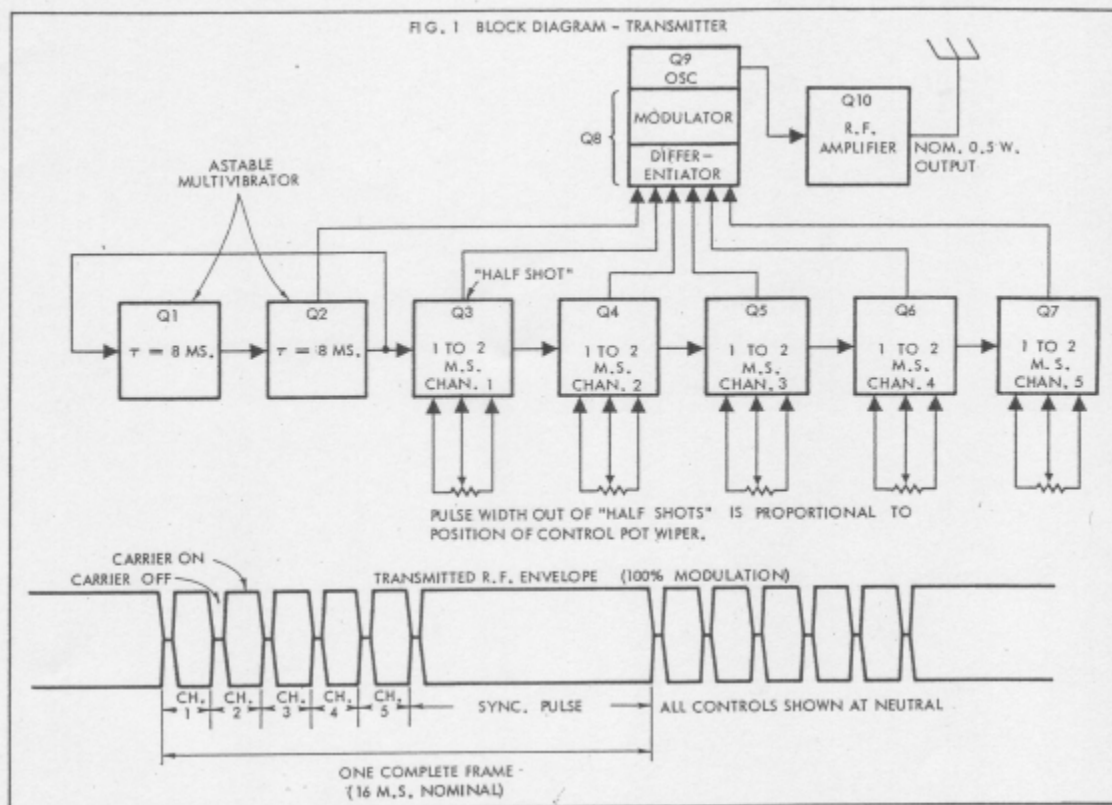 FIG. 1 BLOCK DIAGRAM - TRANSMITTER
Q9
OSC
MODULATOR
Q8
DIFFER-
ENTIATOR
Q10
R.F.
AMPLIFIER
NOM. 0.5 W.
OUTPUT
ASTABLE
MULTIVIBRATOR
"HALF SHOT"
Q1
τ = 8 MS.
Q2
τ = 8 MS.
Q3
1 TO 2
M.S.
CHAN. 1
Q4
1 TO 2
M.S.
CHAN. 2
Q5
1 TO 2
M.S.
CHAN. 3
Q6
1 TO 2
M.S.
CHAN. 4
Q7
1 TO 2
M.S.
CHAN. 5
PULSE WIDTH OUT OF "HALF SHOTS" IS PROPORTIONAL TO
POSITION OF CONTROL POT WIPER.
CARRIER ON
CARRIER OFF
TRANSMITTED R.F. ENVELOPE (100% MODULATION)
CH. 1
CH. 2
CH. 3
CH. 4
CH. 5
SYNC. PULSE
ALL CONTROLS SHOWN AT NEUTRAL
ONE COMPLETE FRAME
(16 M.S. NOMINAL)